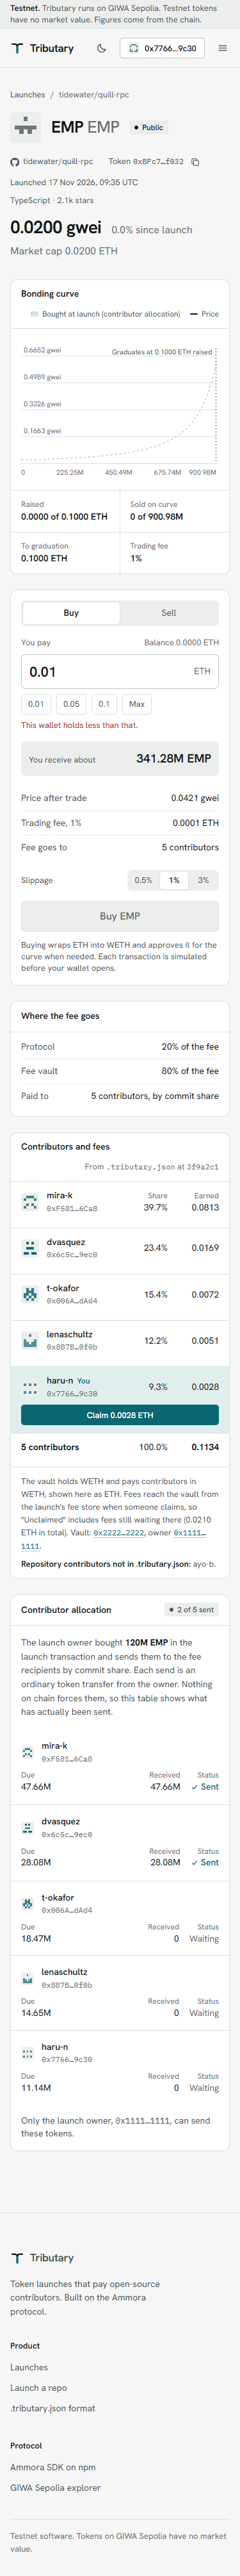 Testnet. Tributary runs on GIWA Sepolia. Testnet tokens
have no market value. Figures come from the chain.
Tributary
0x7766…9c30
Launches / tidewater/quill-rpc
EMP EMP
Public
tidewater/quill-rpc
Token 0xBFc7…f032
Launched 17 Nov 2026, 09:35 UTC
TypeScript · 2.1k stars
0.0200 gwei 0.0% since launch
Market cap 0.0200 ETH
Bonding curve
Bought at launch (contributor allocation)
Price
0.6652 gwei
Graduates at 0.1000 ETH raised
0.4989 gwei
0.3326 gwei
0.1663 gwei
0 225.25M 450.49M 675.74M 900.98M
Raised
0.0000 of 0.1000 ETH
Sold on curve
0 of 900.98M
To graduation
0.1000 ETH
Trading fee
1%
Buy
Sell
You pay
Balance 0.0000 ETH
0.01
ETH
0.01 0.05 0.1 Max
This wallet holds less than that.
You receive about 341.28M EMP
Price after trade 0.0421 gwei
Trading fee, 1% 0.0001 ETH
Fee goes to 5 contributors
Slippage 0.5% 1% 3%
Buy EMP
Buying wraps ETH into WETH and approves it for the
curve when needed. Each transaction is simulated
before your wallet opens.
Where the fee goes
Protocol 20% of the fee
Fee vault 80% of the fee
Paid to 5 contributors, by commit share
Contributors and fees
From .tributary.json at 3f9a2c1
mira-k
0xF581…6Ca8
Share
39.7%
Earned
0.0813
dvasquez
0x6c5c…9ec0
23.4% 0.0169
t-okafor
0x006A…dAd4
15.4% 0.0072
lenaschultz
0x887B…0f0b
12.2% 0.0051
haru-n You
0x7766…9c30
9.3% 0.0028
Claim 0.0028 ETH
5 contributors 100.0% 0.1134
The vault holds WETH and pays contributors in
WETH, shown here as ETH. Fees reach the vault from
the launch's fee store when someone claims, so
"Unclaimed" includes fees still waiting there (0.0210
ETH in total). Vault: 0x2222…2222, owner 0x1111…
1111.
Repository contributors not in .tributary.json: ayo-b.
Contributor allocation
2 of 5 sent
The launch owner bought 120M EMP in the
launch transaction and sends them to the fee
recipients by commit share. Each send is an
ordinary token transfer from the owner. Nothing
on chain forces them, so this table shows what
has actually been sent.
mira-k
0xF581…6Ca8
Due Received Status
47.66M 47.66M Sent
dvasquez
0x6c5c…9ec0
Due Received Status
28.08M 28.08M Sent
t-okafor
0x006A…dAd4
Due Received Status
18.47M 0 Waiting
lenaschultz
0x887B…0f0b
Due Received Status
14.65M 0 Waiting
haru-n
0x7766…9c30
Due Received Status
11.14M 0 Waiting
Only the launch owner, 0x1111…1111, can send
these tokens.
Tributary
Token launches that pay open-source
contributors. Built on the Ammora
protocol.
Product
Launches
Launch a repo
.tributary.json format
Protocol
Ammora SDK on npm
GIWA Sepolia explorer
Testnet software. Tokens on GIWA Sepolia have no market
value.